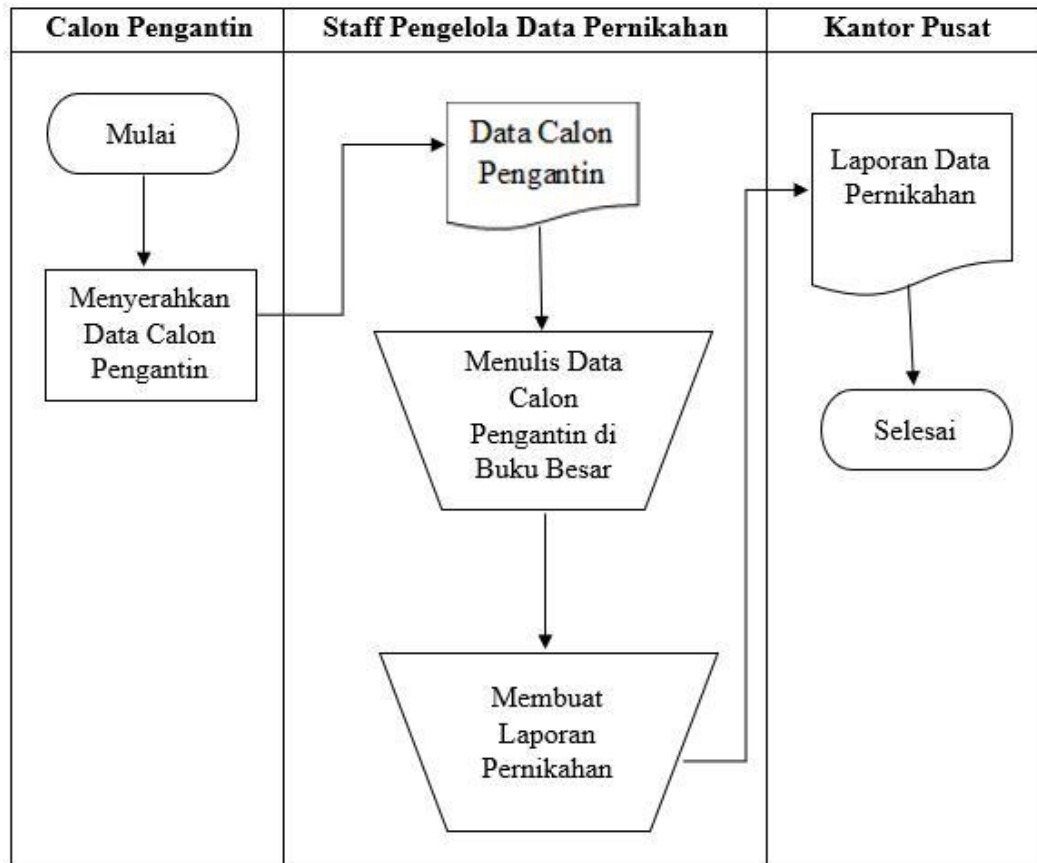 Calon Pengantin
Staff Pengelola Data Pernikahan
Kantor Pusat
Mulai
Menyerahkan
Data Calon
Pengantin
Data Calon
Pengantin
Menulis Data
Calon
Pengantin di
Buku Besar
Membuat
Laporan
Pernikahan
Laporan Data
Pernikahan
Selesai